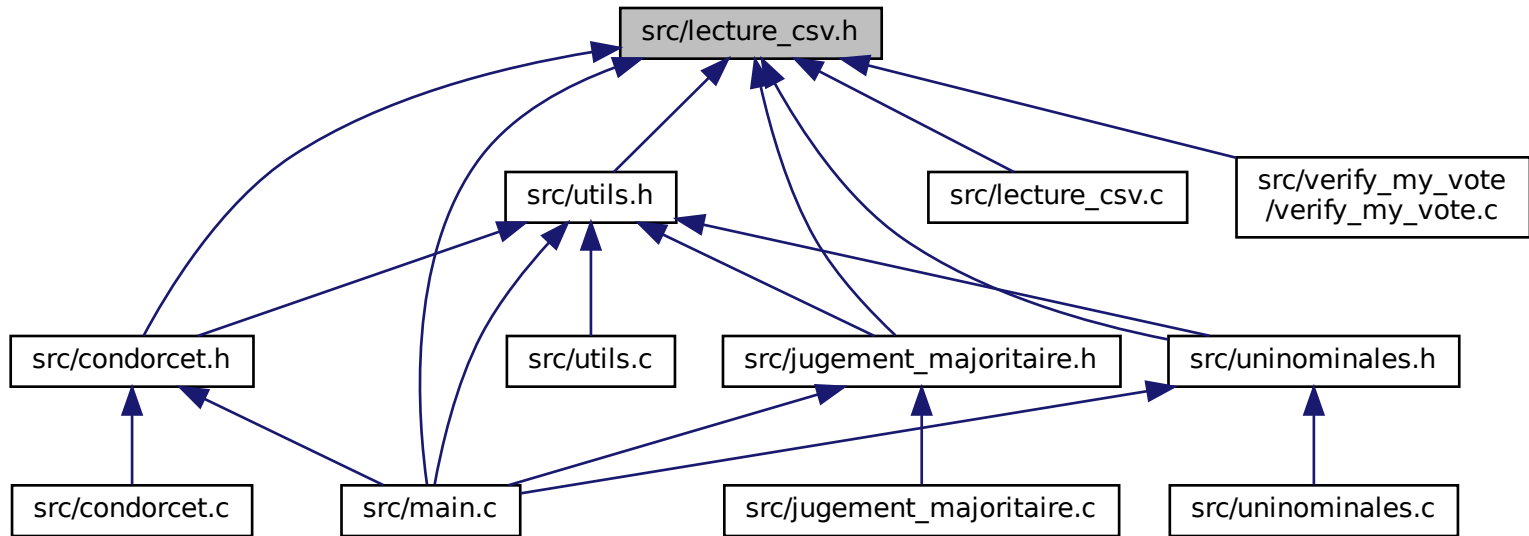 src/lecture_csv.h
src/utils.h
src/lecture_csv.c
src/verify_my_vote
/verify_my_vote.c
src/condorcet.h
src/utils.c
src/jugement_majoritaire.h
src/uninominales.h
src/condorcet.c
src/main.c
src/jugement_majoritaire.c
src/uninominales.c